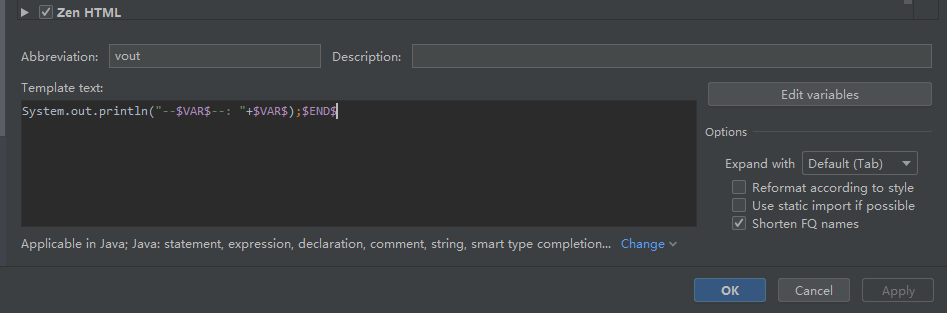 Zen HTML
Abbreviation: vout Description:
Template text:
System.out.println("--$VAR$--: "+$VAR$);$END$
Edit variables
Options
Expand with Default (Tab)
Reformat according to style
Use static import if possible
Shorten FQ names
Applicable in Java; Java: statement, expression, declaration, comment, string, smart type completion... Change
OK Cancel Apply